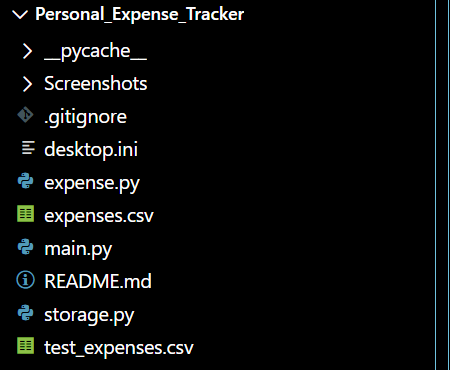 Personal_Expense_Tracker
__pycache__
Screenshots
.gitignore
desktop.ini
expense.py
expenses.csv
main.py
README.md
storage.py
test_expenses.csv